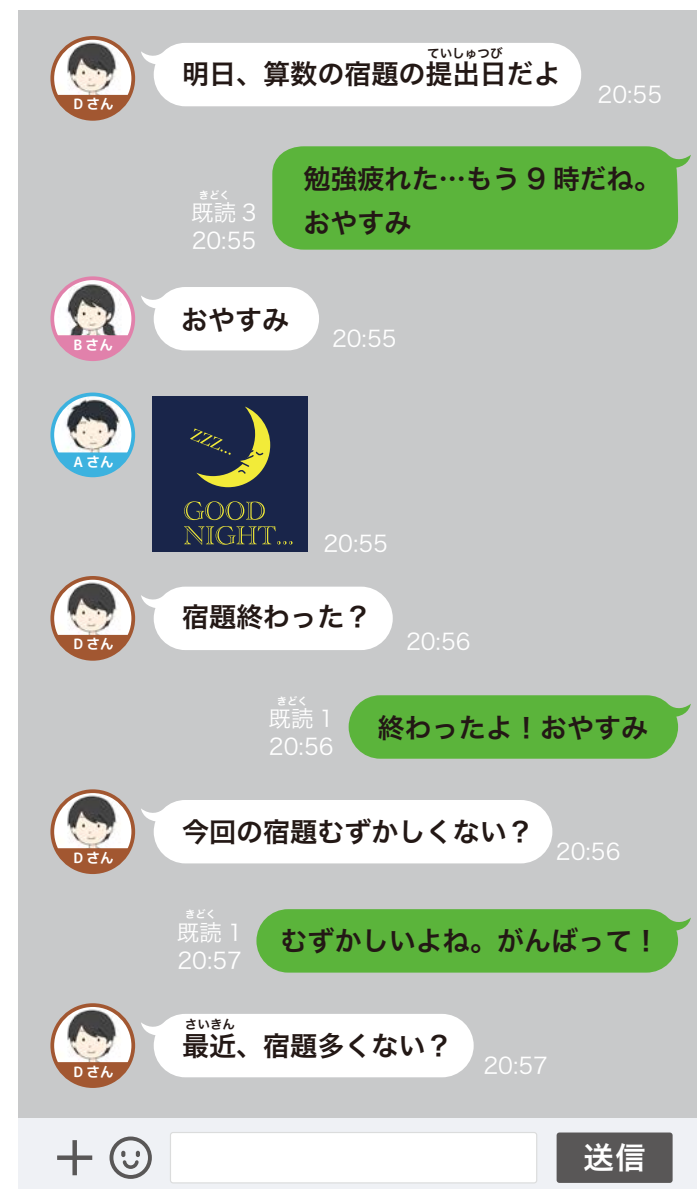 ていしゅつび
明日、算数の宿題の提出日だよ
Dさん
20:55
勉強疲れた…もう9時だね。
おやすみ
きどく
既読 3
20:55
おやすみ
Bさん
20:55
Aさん
ZZZ...
GOOD
NIGHT...
20:55
宿題終わった？
Dさん
20:56
きどく
既読 1
20:56
終わったよ！おやすみ
今回の宿題むずかしくない？
Dさん
20:56
きどく
既読 1
20:57
むずかしいよね。がんばって！
さいきん
最近、宿題多くない？
Dさん
20:57
送信